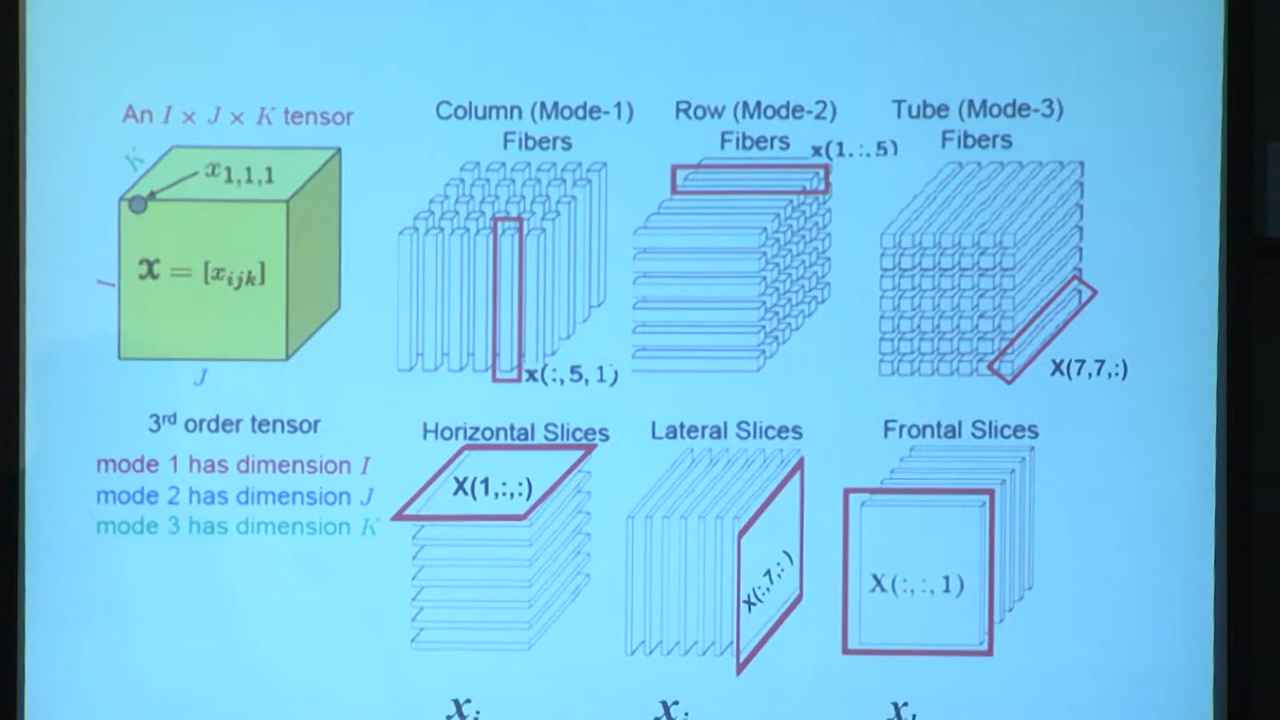 An I × J × K tensor
K
x1,1,1
𝔛 = [xijk]
I
J
3rd order tensor
mode 1 has dimension I
mode 2 has dimension J
mode 3 has dimension K
Column (Mode-1)
Fibers
x(:,5,1)
Row (Mode-2)
Fibers
x(1,:,5)
Tube (Mode-3)
Fibers
X(7,7,:)
Horizontal Slices
X(1,:,:)
Lateral Slices
X(:,7,:)
Frontal Slices
X(:,:,1)